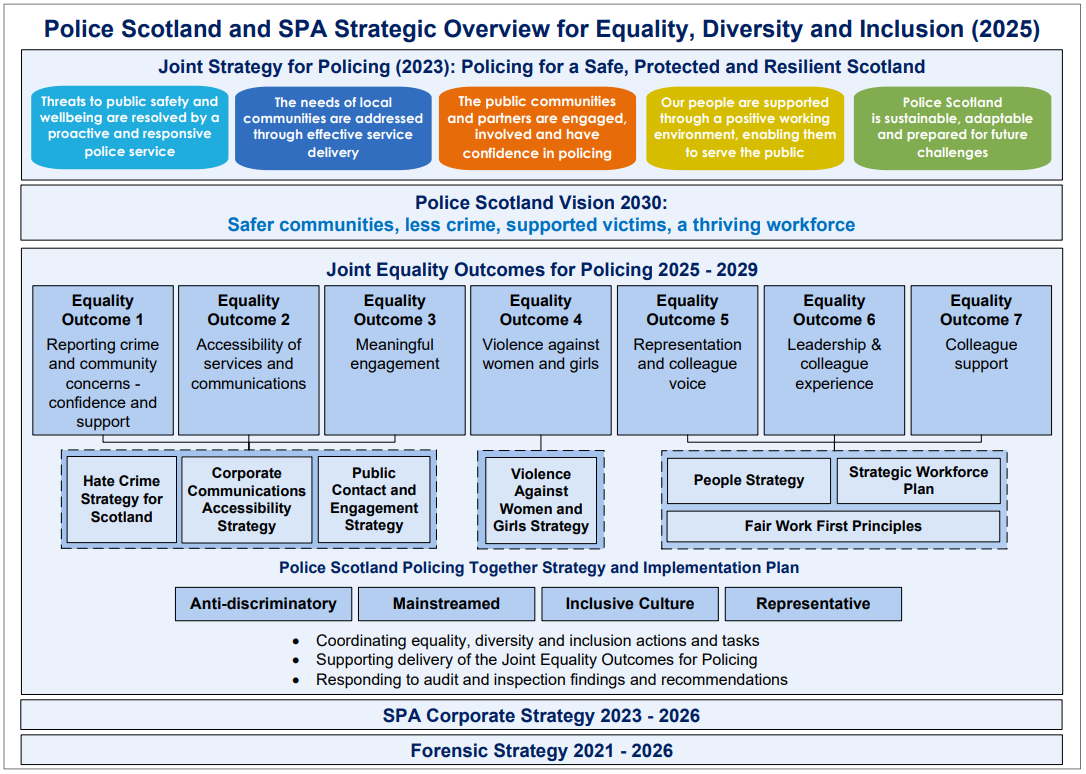 Police Scotland and SPA Strategic Overview for Equality, Diversity and Inclusion (2025)
Joint Strategy for Policing (2023): Policing for a Safe, Protected and Resilient Scotland
Threats to public safety and
wellbeing are resolved by a
proactive and responsive
police service
The needs of local
communities are addressed
through effective service
delivery
The public communities
and partners are engaged,
involved and have
confidence in policing
Our people are supported
through a positive working
environment, enabling them
to serve the public
Police Scotland
is sustainable, adaptable
and prepared for future
challenges
Police Scotland Vision 2030:
Safer communities, less crime, supported victims, a thriving workforce
Joint Equality Outcomes for Policing 2025 - 2029
Equality
Outcome 1
Reporting crime
and community
concerns -
confidence and
support
Equality
Outcome 2
Accessibility of
services and
communications
Equality
Outcome 3
Meaningful
engagement
Equality
Outcome 4
Violence against
women and girls
Equality
Outcome 5
Representation
and colleague
voice
Equality
Outcome 6
Leadership &
colleague
experience
Equality
Outcome 7
Colleague
support
Hate Crime
Strategy for
Scotland
Corporate
Communications
Accessibility
Strategy
Public
Contact and
Engagement
Strategy
Violence
Against
Women and
Girls Strategy
People Strategy
Strategic Workforce
Plan
Fair Work First Principles
Police Scotland Policing Together Strategy and Implementation Plan
Anti-discriminatory
Mainstreamed
Inclusive Culture
Representative
• Coordinating equality, diversity and inclusion actions and tasks
• Supporting delivery of the Joint Equality Outcomes for Policing
• Responding to audit and inspection findings and recommendations
SPA Corporate Strategy 2023 - 2026
Forensic Strategy 2021 - 2026